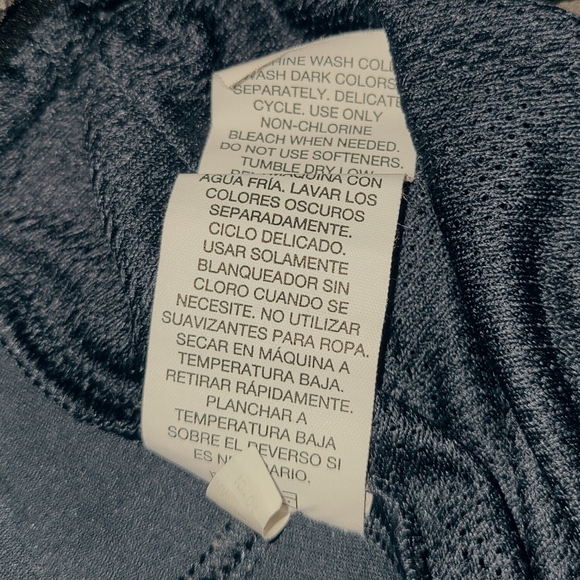 WASH DARK COLORS
SEPARATELY. DELICATE
CYCLE. USE ONLY
NON-CHLORINE
BLEACH WHEN NEEDED.
DO NOT USE SOFTENERS.
TUMBLE DRY LOW
CON
AGUA FRÍA. LAVAR LOS
COLORES OSCUROS
SEPARADAMENTE.
CICLO DELICADO.
USAR SOLAMENTE
BLANQUEADOR SIN
CLORO CUANDO SE
NECESITE. NO UTILIZAR
SUAVIZANTES PARA ROPA.
SECAR EN MÁQUINA A
TEMPERATURA BAJA.
RETIRAR RÁPIDAMENTE.
PLANCHAR A
TEMPERATURA BAJA
SOBRE EL REVERSO SI
ES